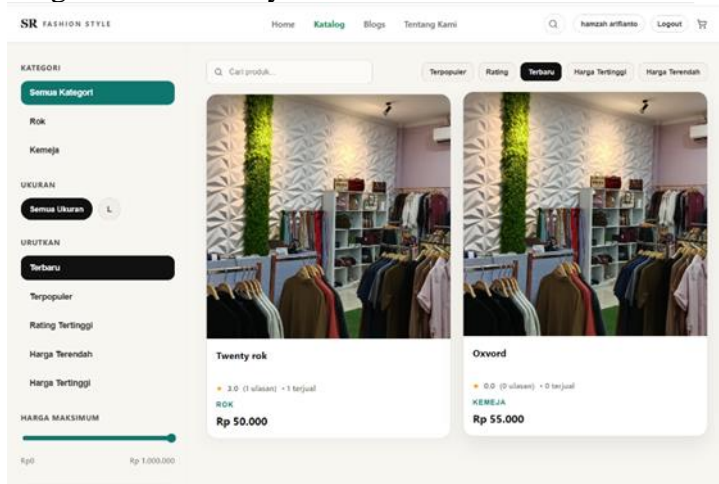 SR FASHION STYLE
Home Katalog Blogs Tentang Kami
hamzah arifianto Logout
KATEGORI
Semua Kategori
Rok
Kemeja
UKURAN
Semua Ukuran L
URUTKAN
Terbaru
Terpopuler
Rating Tertinggi
Harga Terendah
Harga Tertinggi
HARGA MAKSIMUM
Rp0 Rp 1.000.000
Cari produk...
Terpopuler Rating Terbaru Harga Tertinggi Harga Terendah
Twenty rok
3.0 (1 ulasan) • 1 terjual
ROK
Rp 50.000
Oxvord
0.0 (0 ulasan) • 0 terjual
KEMEJA
Rp 55.000